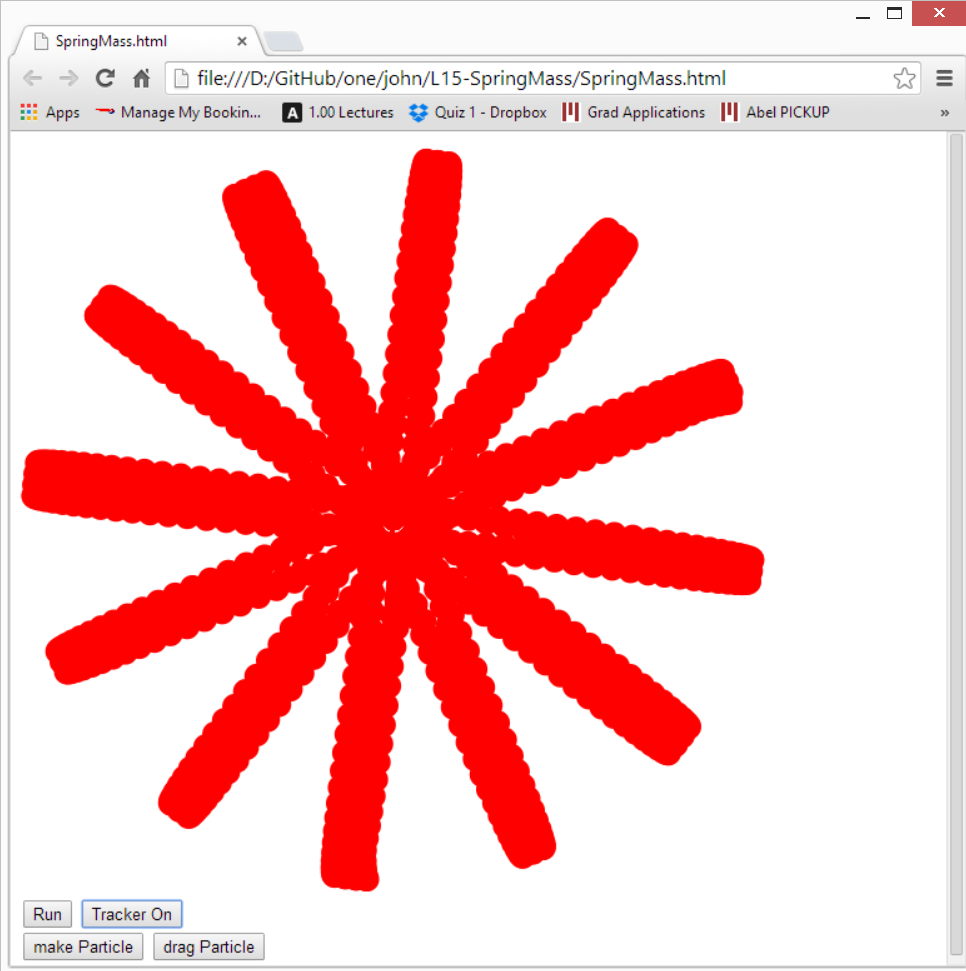 SpringMass.html
file:///D:/GitHub/one/john/L15-SpringMass/SpringMass.html
Apps Manage My Bookin... A 1.00 Lectures Quiz 1 - Dropbox Grad Applications Abel PICKUP »
Run Tracker On
make Particle drag Particle